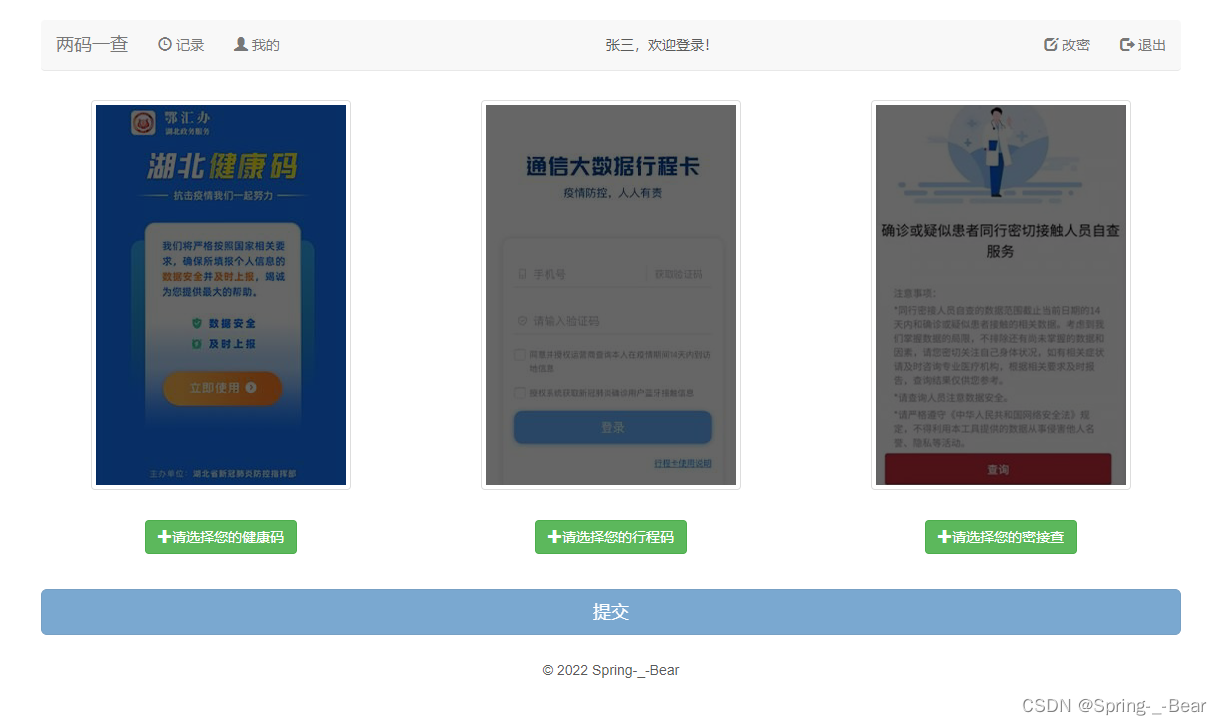 两码一查 记录 我的 张三，欢迎登录! 改密 退出
鄂汇办
湖北政务服务
湖北健康码
抗击疫情我们一起努力
我们将严格按照国家相关要
求，确保所填报个人信息的
数据安全并及时上报，竭诚
为您提供最大的帮助。
数据安全
及时上报
立即使用
主办单位：湖北省新冠肺炎防控指挥部
通信大数据行程卡
疫情防控，人人有责
手机号 获取验证码
请输入验证码
同意并授权运营商查询本人在疫情期间14天内到访
地信息
授权系统获取新冠肺炎确诊用户蓝牙接触信息
登录
行程卡使用说明
确诊或疑似患者同行密切接触人员自查
服务
注意事项：
*同行密接人员自查的数据范围截止当前日期的14
天内和确诊或疑似患者接触的相关数据。考虑到我
们掌握数据的局限，不排除还有尚未掌握的数据和
因素，请您密切关注自己身体状况，如有相关症状
请及时咨询专业医疗机构，根据相关要求及时报
告，查询结果仅供您参考。
*请查询人员注意数据安全。
*请严格遵守《中华人民共和国网络安全法》规
定，不得利用本工具提供的数据从事侵害他人名
誉、隐私等活动。
查询
请选择您的健康码 请选择您的行程码 请选择您的密接查
提交
© 2022 Spring-_-Bear
CSDN @Spring-_-Bear